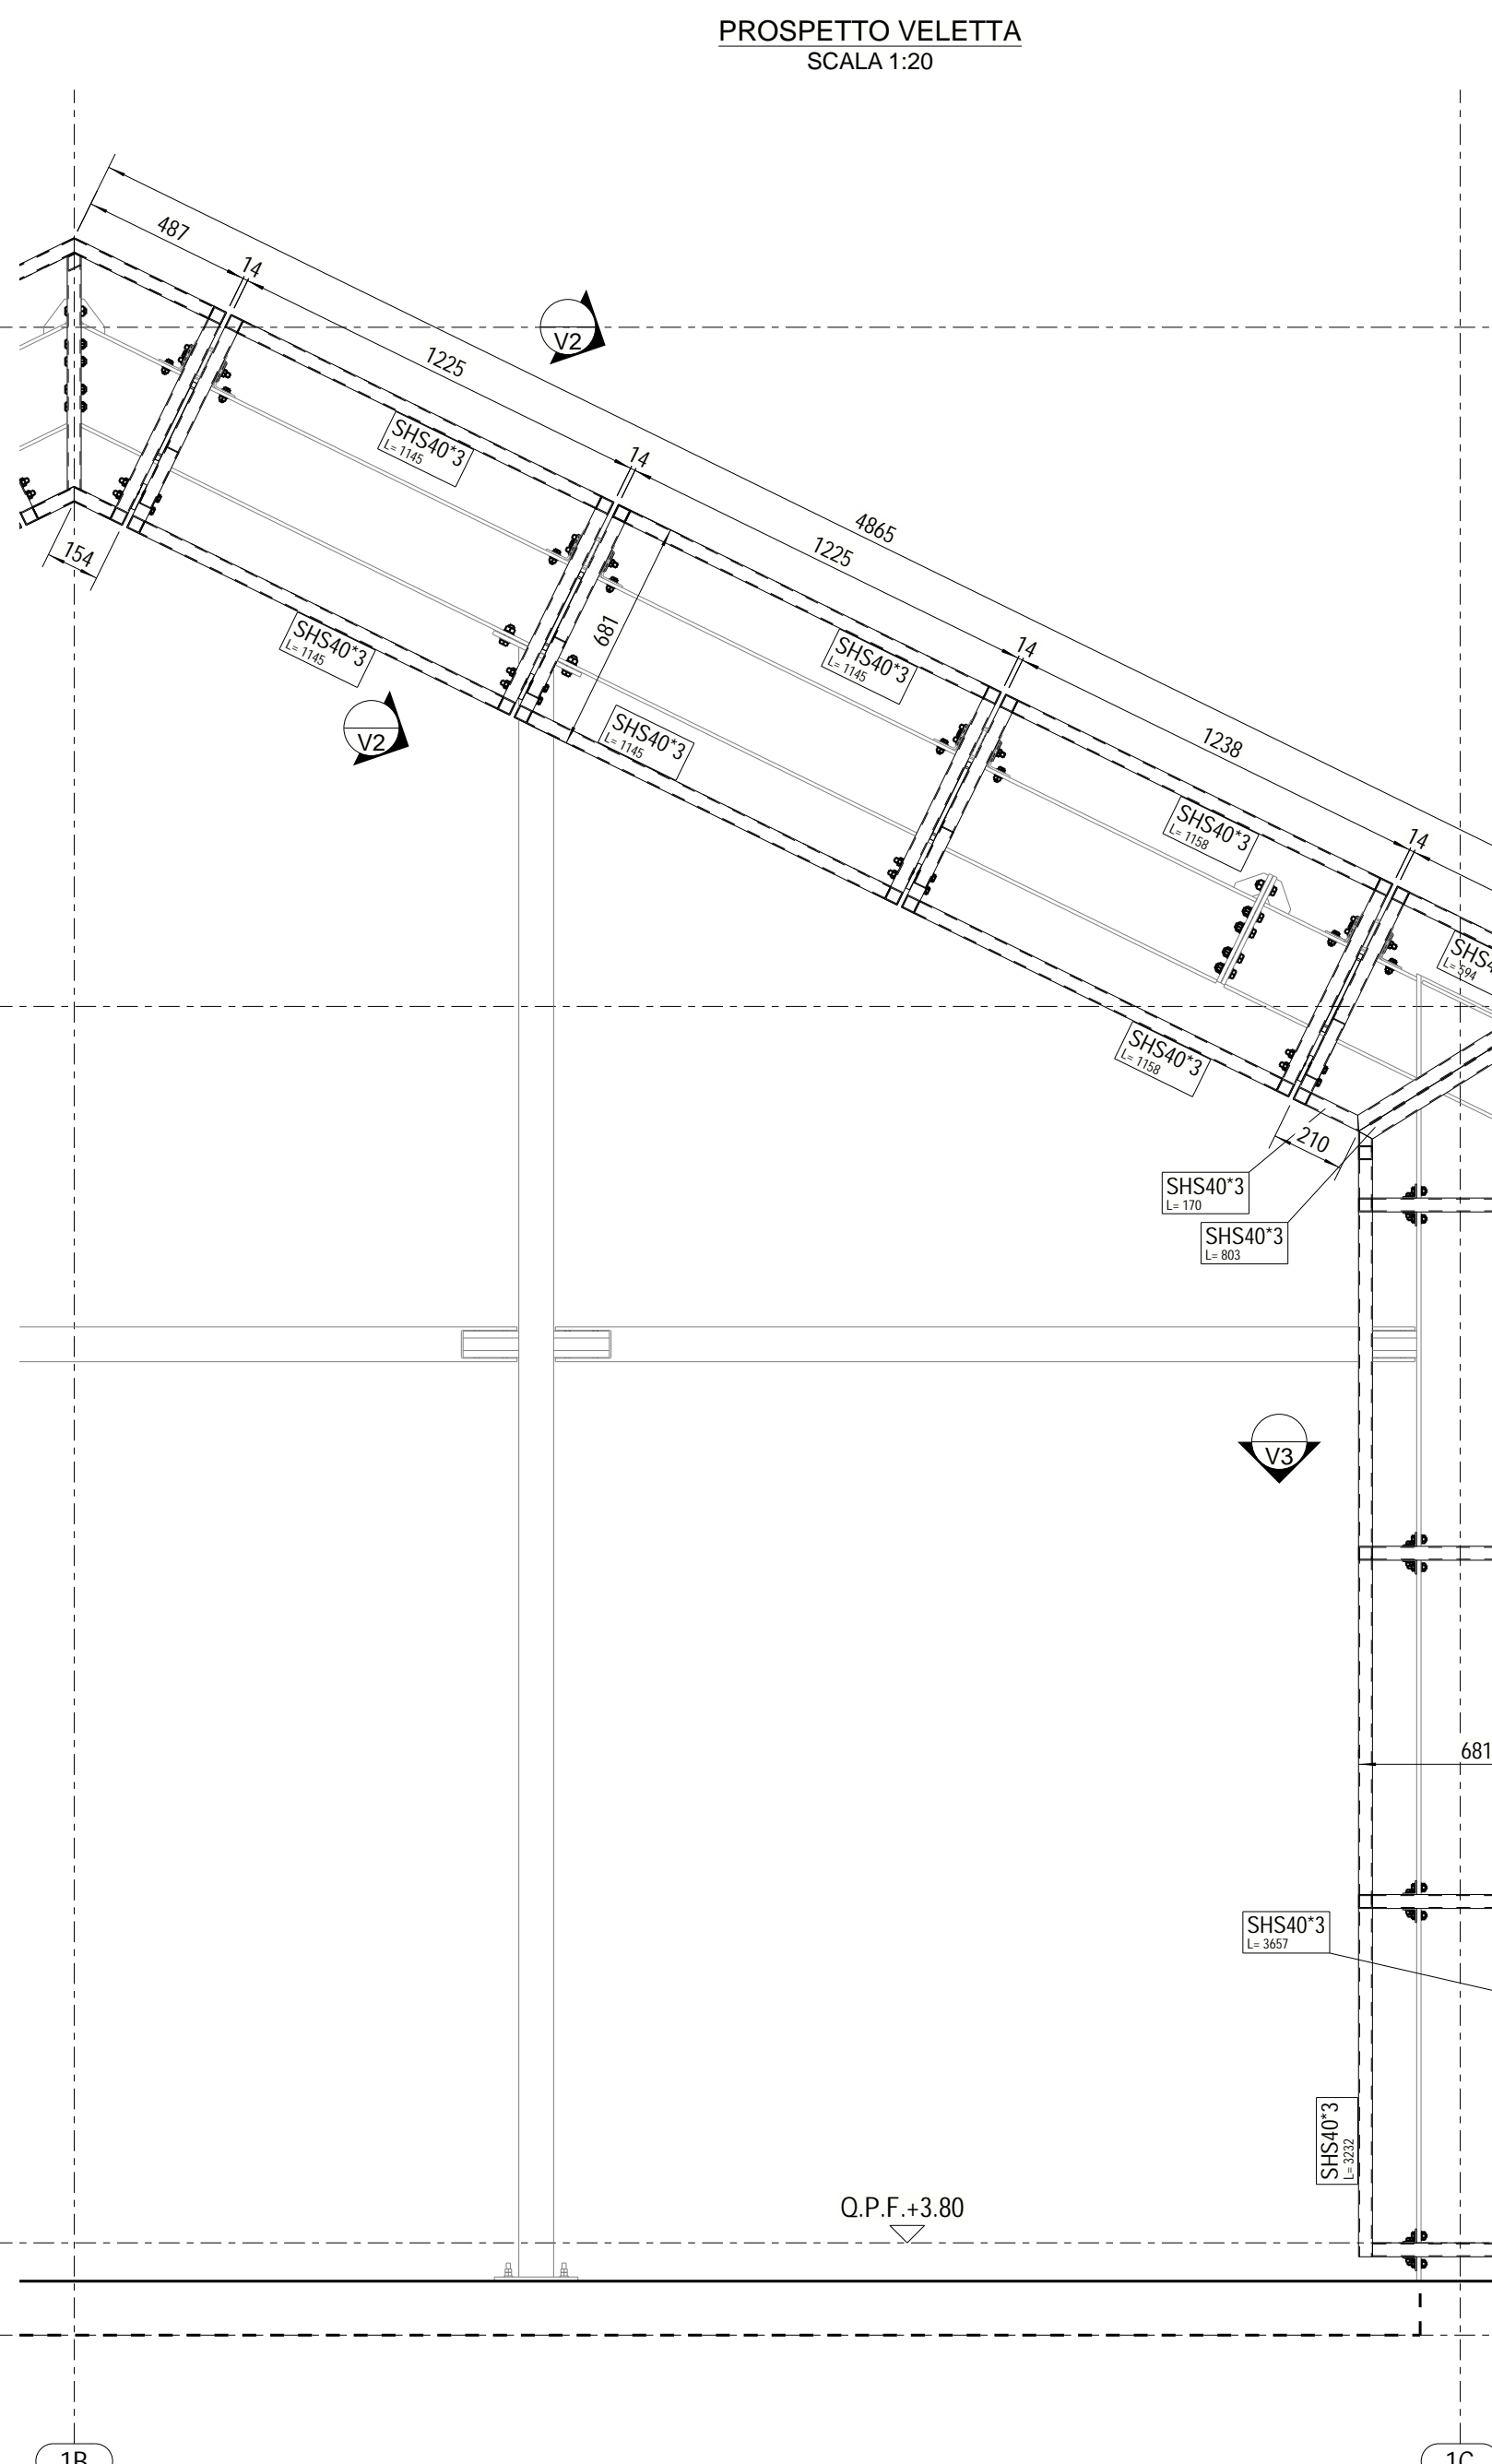 PROSPETTO VELETTA
SCALA 1:20
487
14
V2
1225
SHS40*3
L= 1145
14
4865
1225
154
681
SHS40*3
L= 1145
SHS40*3
L= 1145
14
V2
SHS40*3
L= 1145
1238
SHS40*3
L= 1158
14
L= 594
SHS40*3
L= 1158
210
SHS40*3
L= 170
SHS40*3
L= 803
V3
681
SHS40*3
L= 3657
SHS40*3
L= 3232
Q.P.F.+3.80
1B
1C